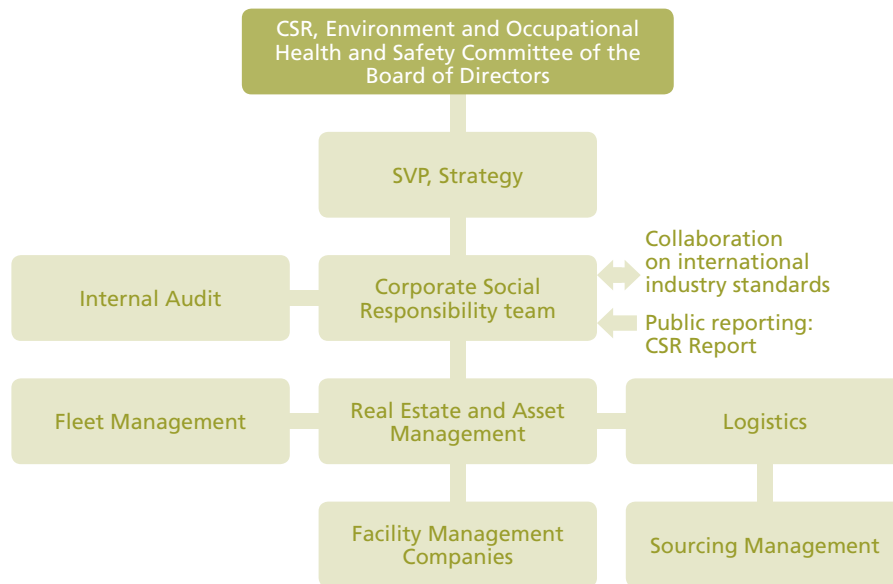 CSR, Environment and Occupational
Health and Safety Committee of the
Board of Directors
SVP, Strategy
Internal Audit
Corporate Social
Responsibility team
Collaboration
on international
industry standards
Public reporting:
CSR Report
Fleet Management
Real Estate and Asset
Management
Logistics
Facility Management
Companies
Sourcing Management